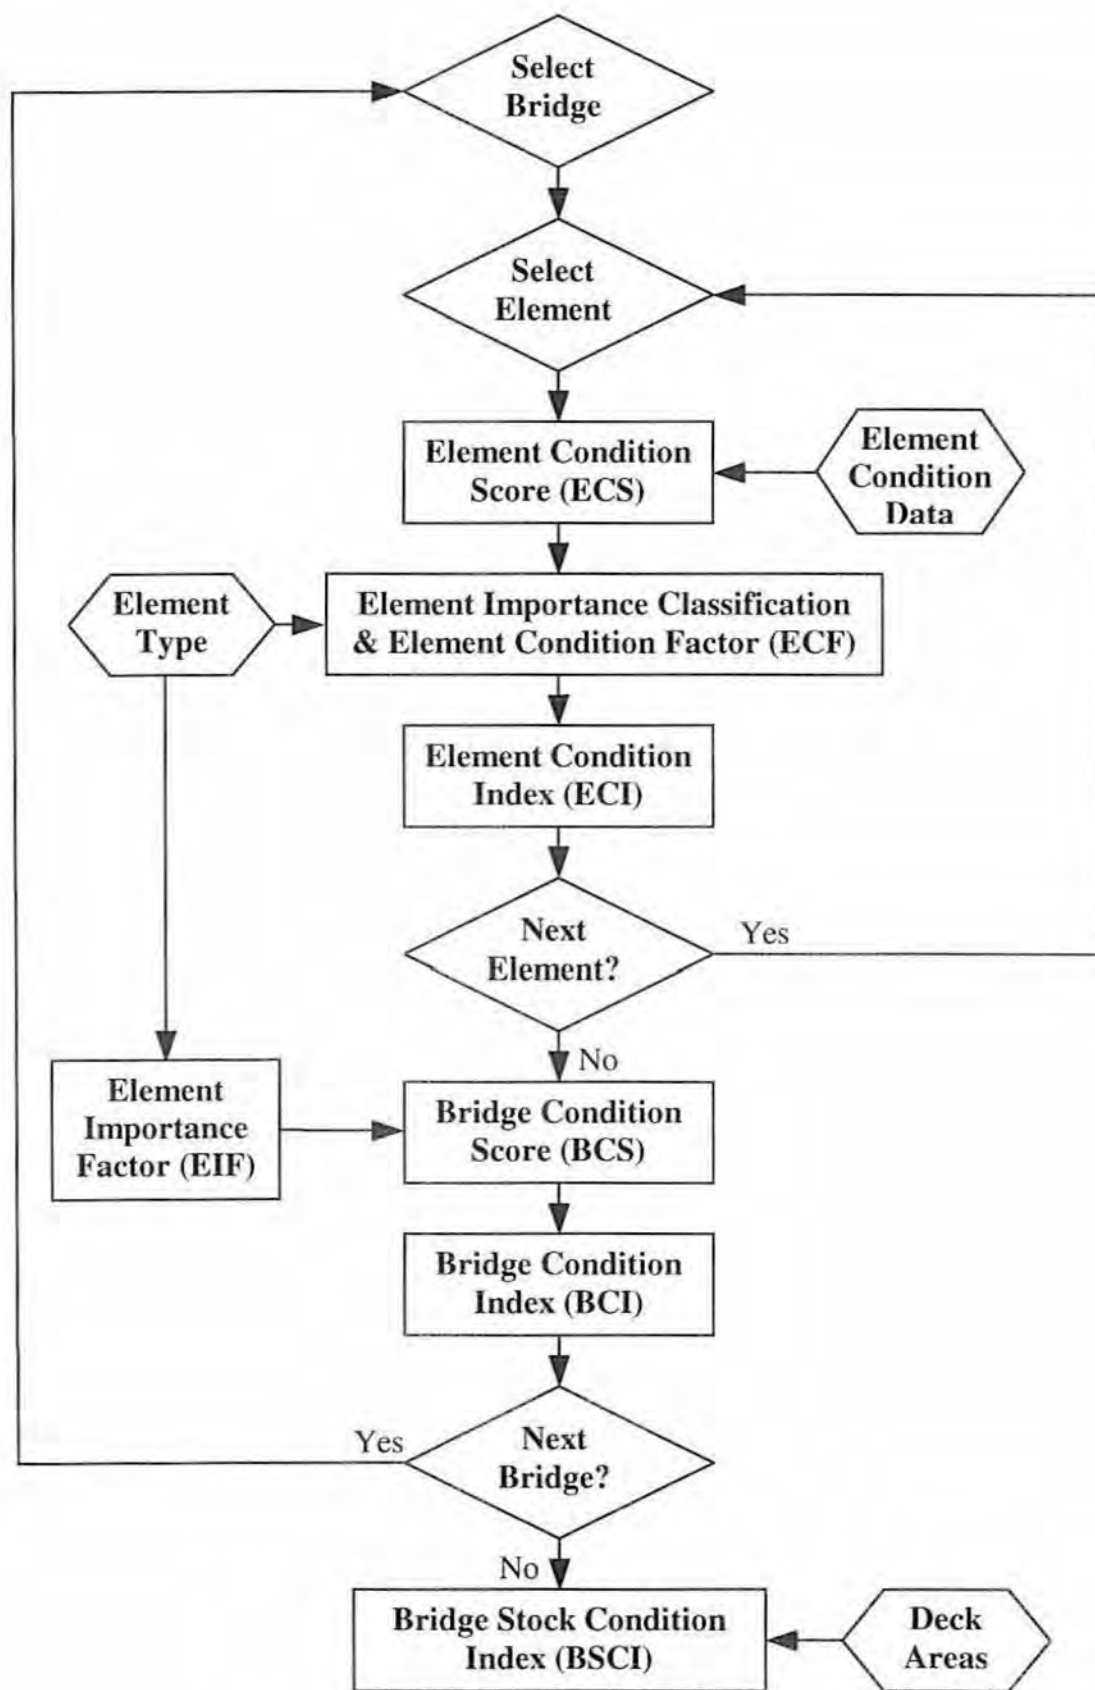 Select
Bridge
Select
Element
Element Condition
Score (ECS)
Element
Condition
Data
Element
Type
Element Importance Classification
& Element Condition Factor (ECF)
Element Condition
Index (ECI)
Next
Element?
Yes
No
Element
Importance
Factor (EIF)
Bridge Condition
Score (BCS)
Bridge Condition
Index (BCI)
Yes
Next
Bridge?
No
Bridge Stock Condition
Index (BSCI)
Deck
Areas